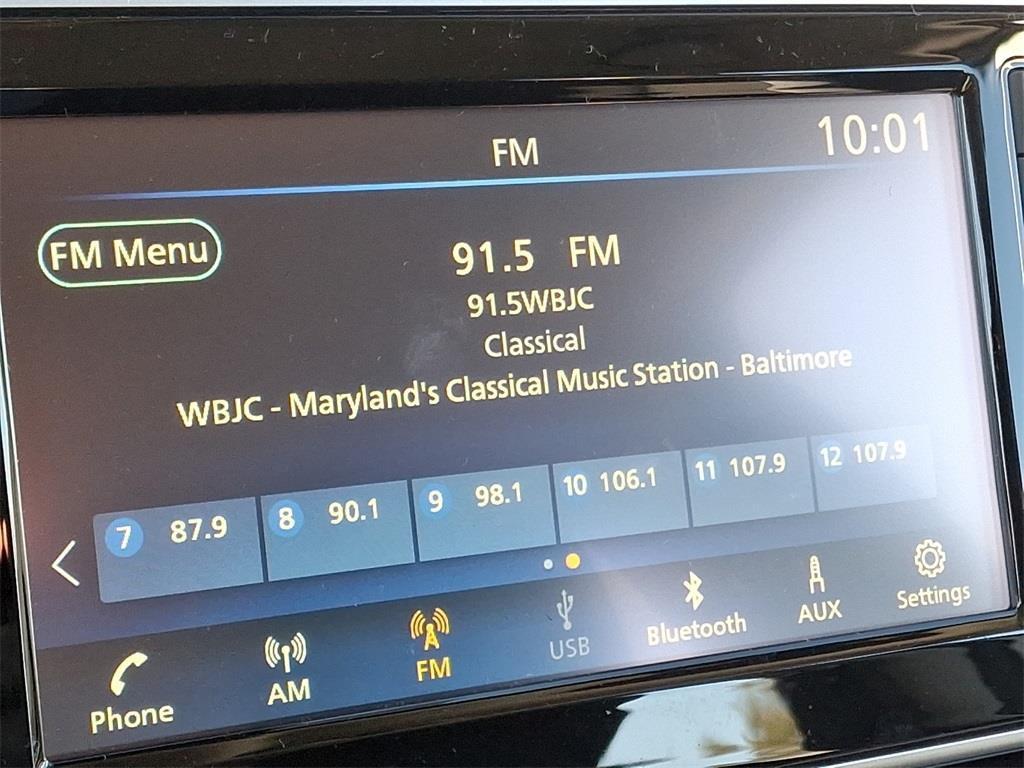 FM
10:01
FM Menu
91.5 FM
91.5WBJC
Classical
WBJC - Maryland's Classical Music Station - Baltimore
7 87.9
8 90.1
9 98.1
10 106.1
11 107.9
12 107.9
Phone
AM
FM
USB
Bluetooth
AUX
Settings